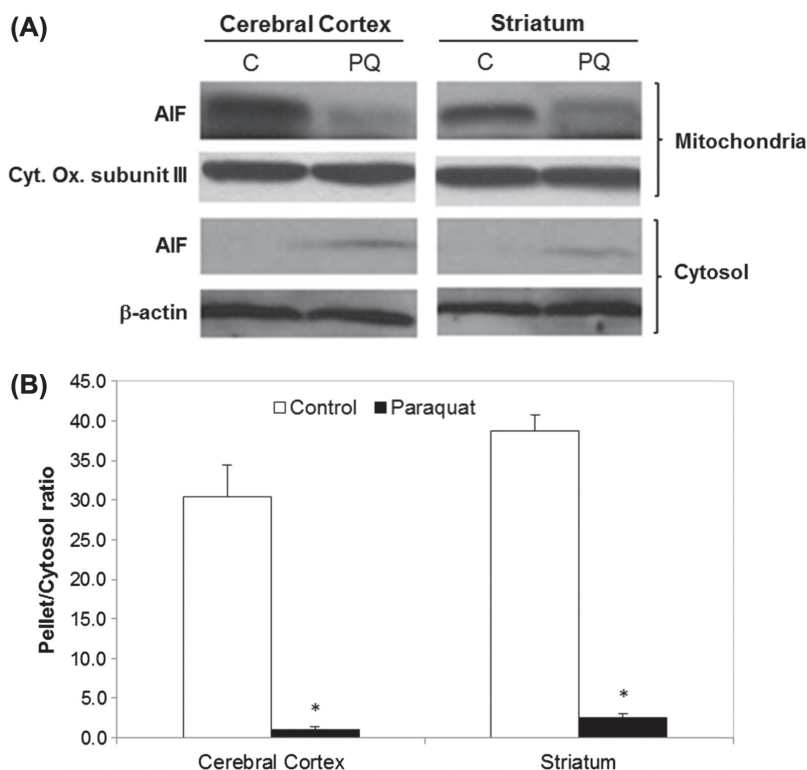 (A)
Cerebral Cortex Striatum
C PQ C PQ
AIF
Mitochondria
Cyt. Ox. subunit III
AIF
Cytosol
β-actin
(B)
45.0
Control Paraquat
40.0
35.0
30.0
25.0
20.0
15.0
10.0
5.0
0.0
Pellet/Cytosol ratio
*
*
Cerebral Cortex Striatum